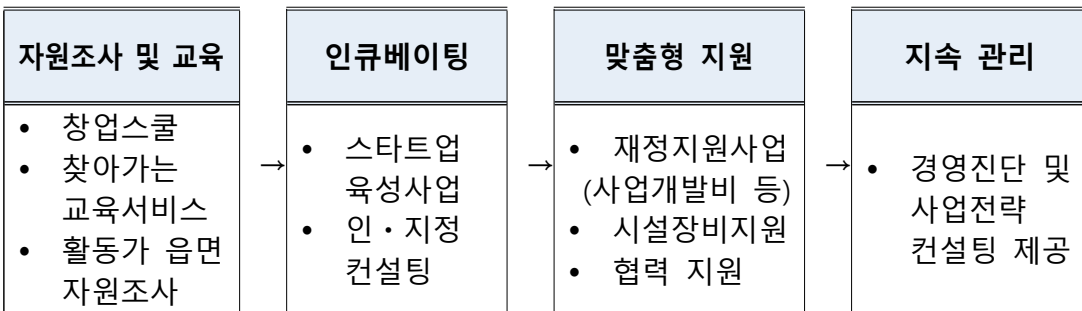 자원조사 및 교육
• 창업스쿨
• 찾아가는
교육서비스
• 활동가 읍면
자원조사
→
인큐베이팅
• 스타트업
육성사업
• 인・지정
컨설팅
→
맞춤형 지원
• 재정지원사업
(사업개발비 등)
• 시설장비지원
• 협력 지원
→
지속 관리
• 경영진단 및
사업전략
컨설팅 제공